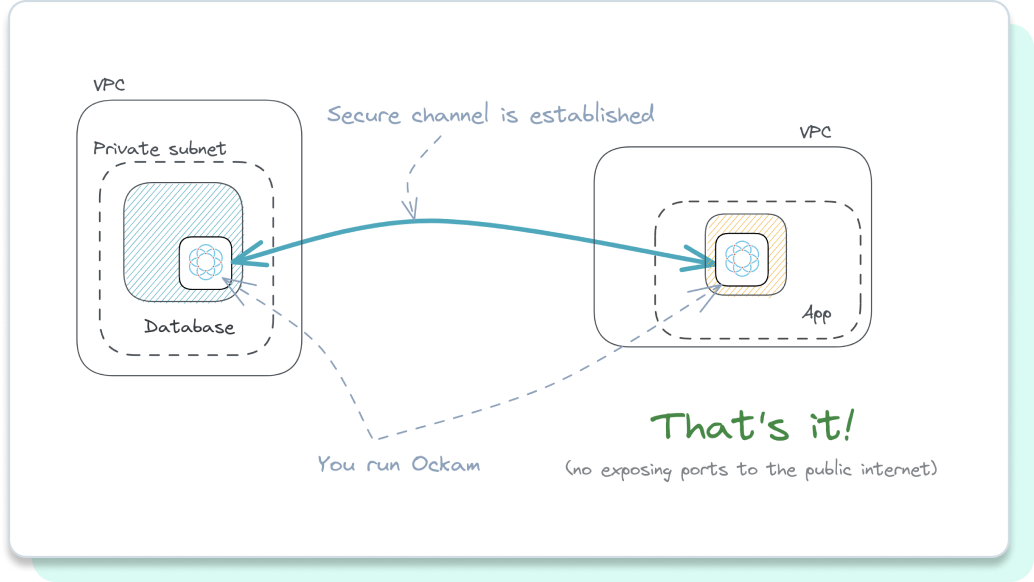 VPC
Secure channel is established
VPC
Private subnet
Database
App
That's it!
You run Ockam
(no exposing ports to the public internet)